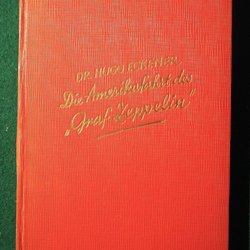 DR. HUGO ECKENER
Die Amerikafahrt des
„Graf Zeppelin"